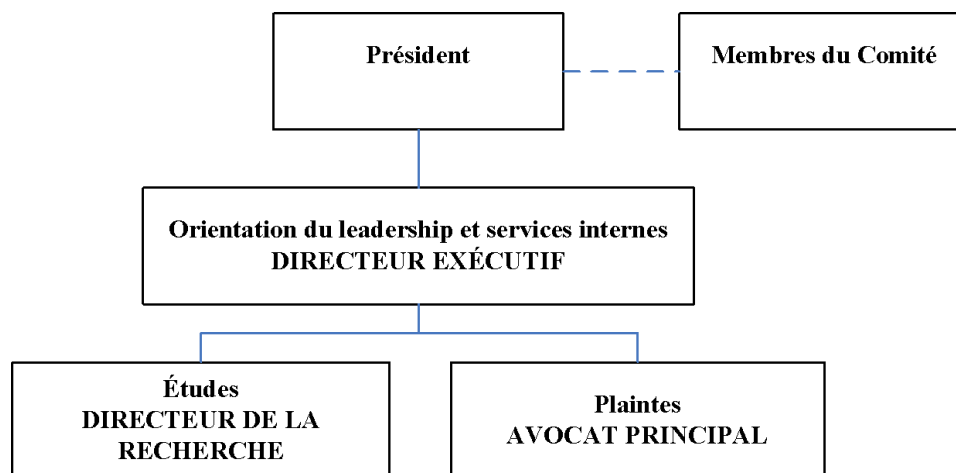 Président
Membres du Comité
Orientation du leadership et services internes
DIRECTEUR EXÉCUTIF
Études
DIRECTEUR DE LA
RECHERCHE
Plaintes
AVOCAT PRINCIPAL